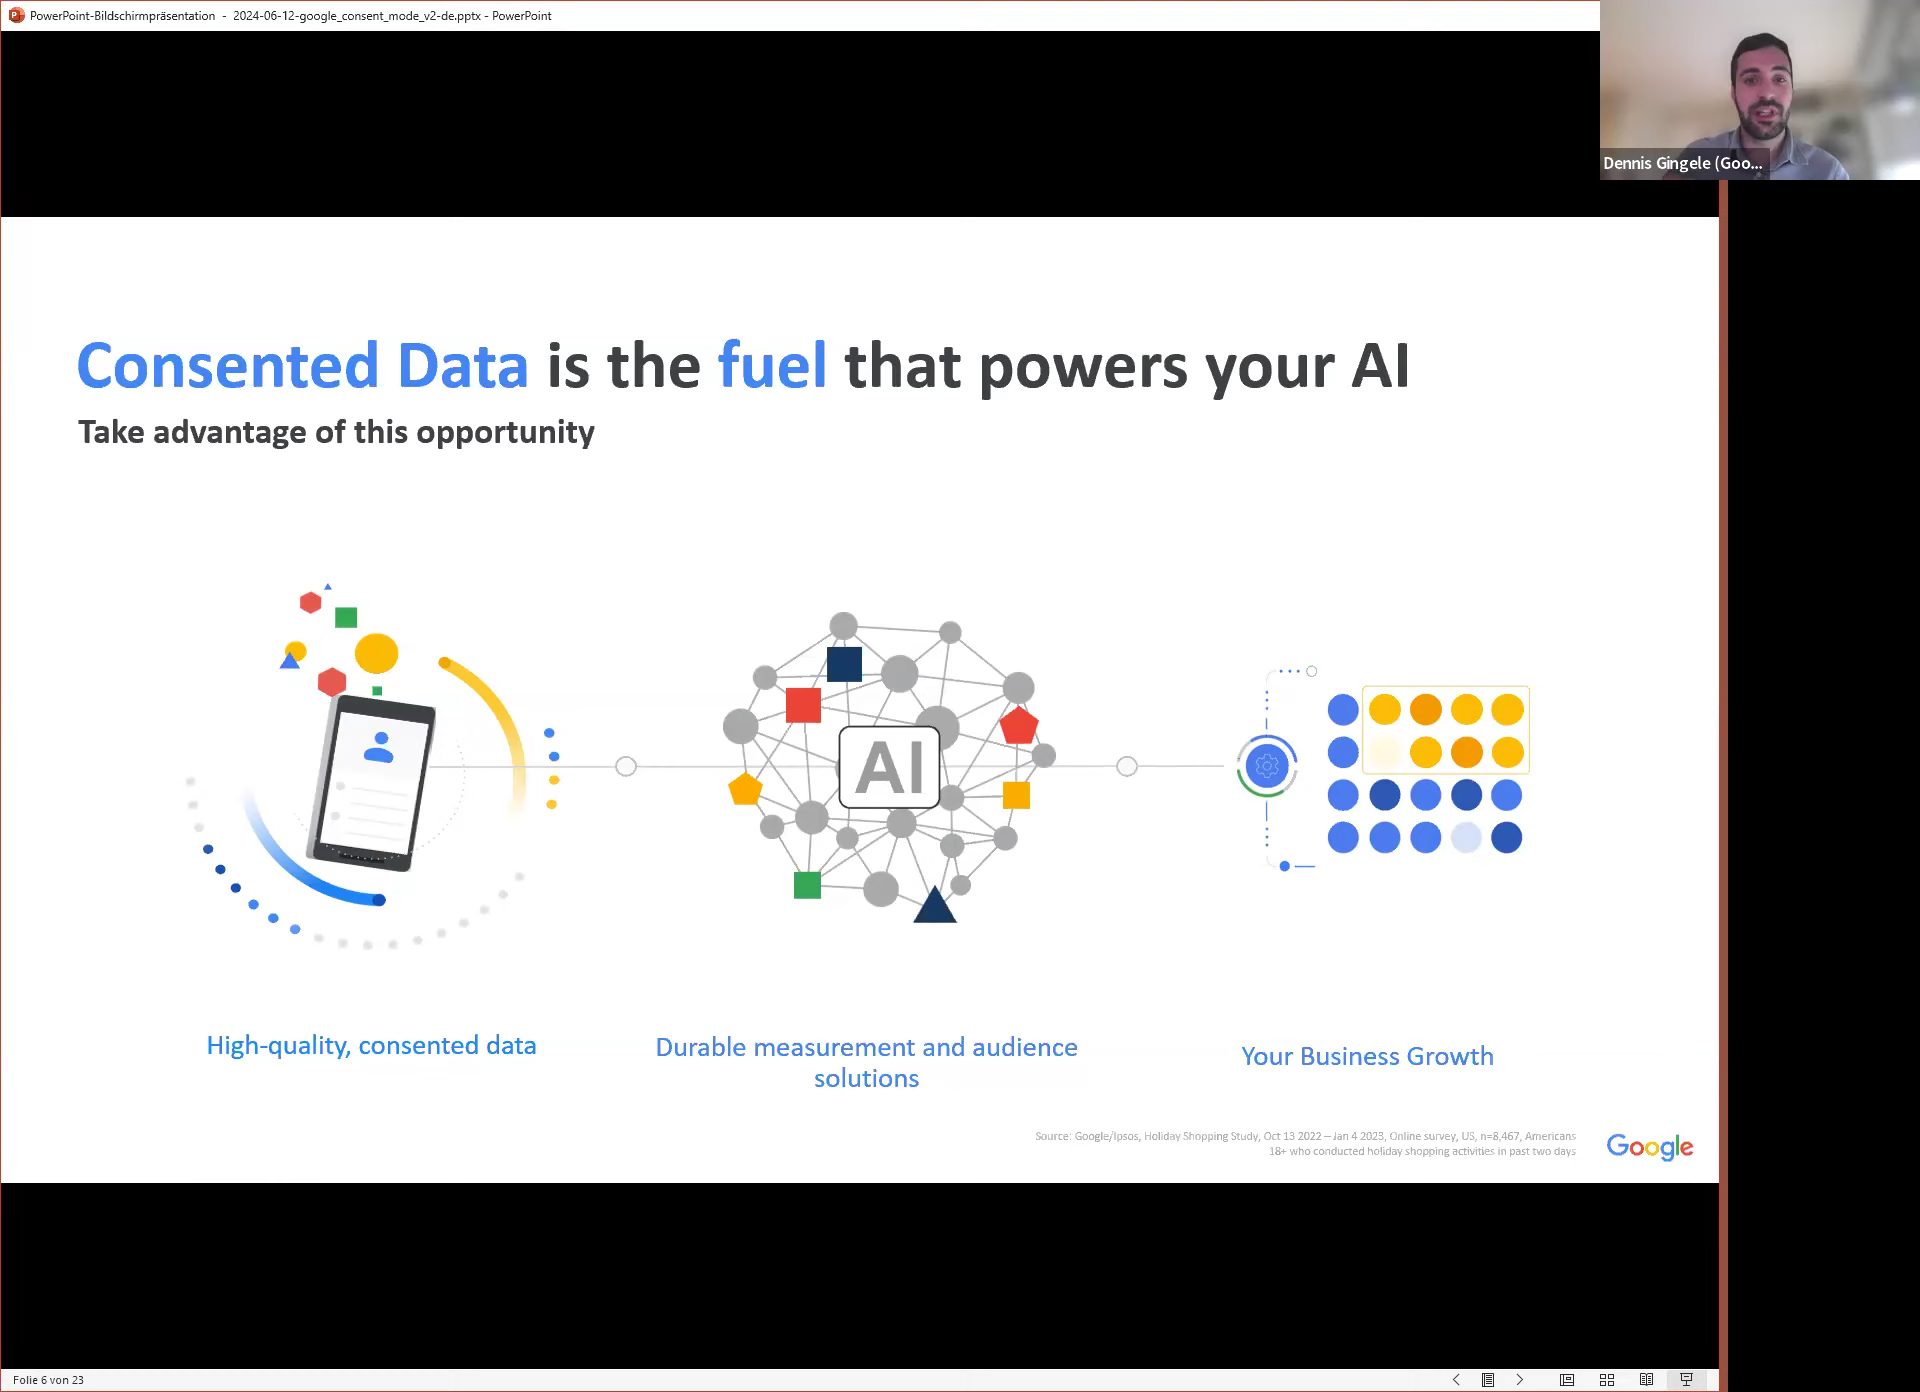 PowerPoint-Bildschirmpräsentation - 2024-06-12-google_consent_mode_v2-de.pptx - PowerPoint
Dennis Gingele (Goo...
Consented Data is the fuel that powers your AI
Take advantage of this opportunity
AI
High-quality, consented data
Durable measurement and audience
solutions
Your Business Growth
Source: Google/Ipsos, Holiday Shopping Study, Oct 13 2022 – Jan 4 2023, Online survey, US, n=8,467, Americans
18+ who conducted holiday shopping activities in past two days
Google
Folie 6 von 23